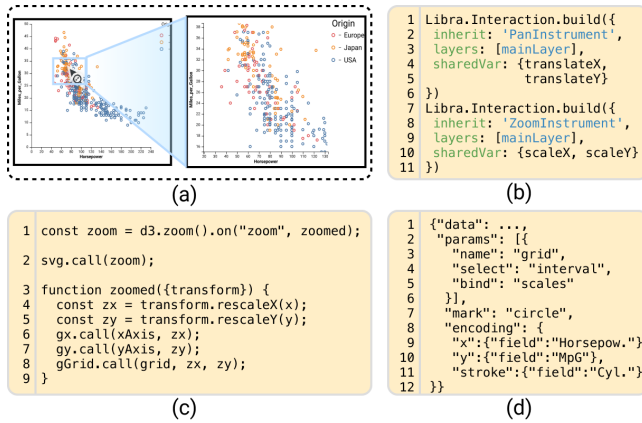 Origin
Europe
Japan
USA
Miles_per_Gallon
Horsepower
Horsepower
(a)
1 Libra.Interaction.build({
2 inherit: 'PanInstrument',
3 layers: [mainLayer],
4 sharedVar: {translateX,
5 translateY}
6 })
7 Libra.Interaction.build({
8 inherit: 'ZoomInstrument',
9 layers: [mainLayer],
10 sharedVar: {scaleX, scaleY}
11 })
(b)
1 const zoom = d3.zoom().on("zoom", zoomed);
2 svg.call(zoom);
3 function zoomed({transform}) {
4 const zx = transform.rescaleX(x);
5 const zy = transform.rescaleY(y);
6 gx.call(xAxis, zx);
7 gy.call(yAxis, zy);
8 gGrid.call(grid, zx, zy);
9 }
(c)
1 {"data": ...,
2 "params": [{
3 "name": "grid",
4 "select": "interval",
5 "bind": "scales"
6 }],
7 "mark": "circle",
8 "encoding": {
9 "x":{"field":"Horsepow."}
10 "y":{"field":"MpG"},
11 "stroke":{"field":"Cyl."}
12 }}
(d)